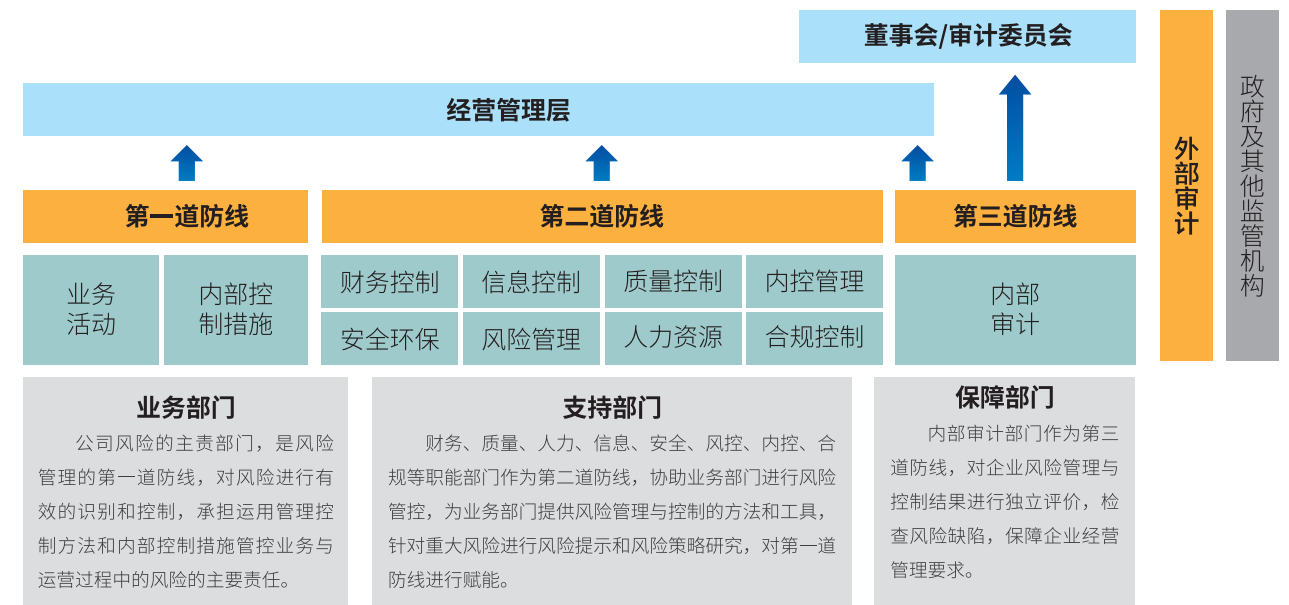 董事会/审计委员会
经营管理层
第一道防线
第二道防线
第三道防线
业务
活动
内部控
制措施
财务控制
信息控制
质量控制
内控管理
安全环保
风险管理
人力资源
合规控制
内部
审计
外部审计
政府及其他监管机构
业务部门
公司风险的主责部门，是风险
管理的第一道防线，对风险进行有
效的识别和控制，承担运用管理控
制方法和内部控制措施管控业务与
运营过程中的风险的主要责任。
支持部门
财务、质量、人力、信息、安全、风控、内控、合
规等职能部门作为第二道防线，协助业务部门进行风险
管控，为业务部门提供风险管理与控制的方法和工具，
针对重大风险进行风险提示和风险策略研究，对第一道
防线进行赋能。
保障部门
内部审计部门作为第三
道防线，对企业风险管理与
控制结果进行独立评价，检
查风险缺陷，保障企业经营
管理要求。